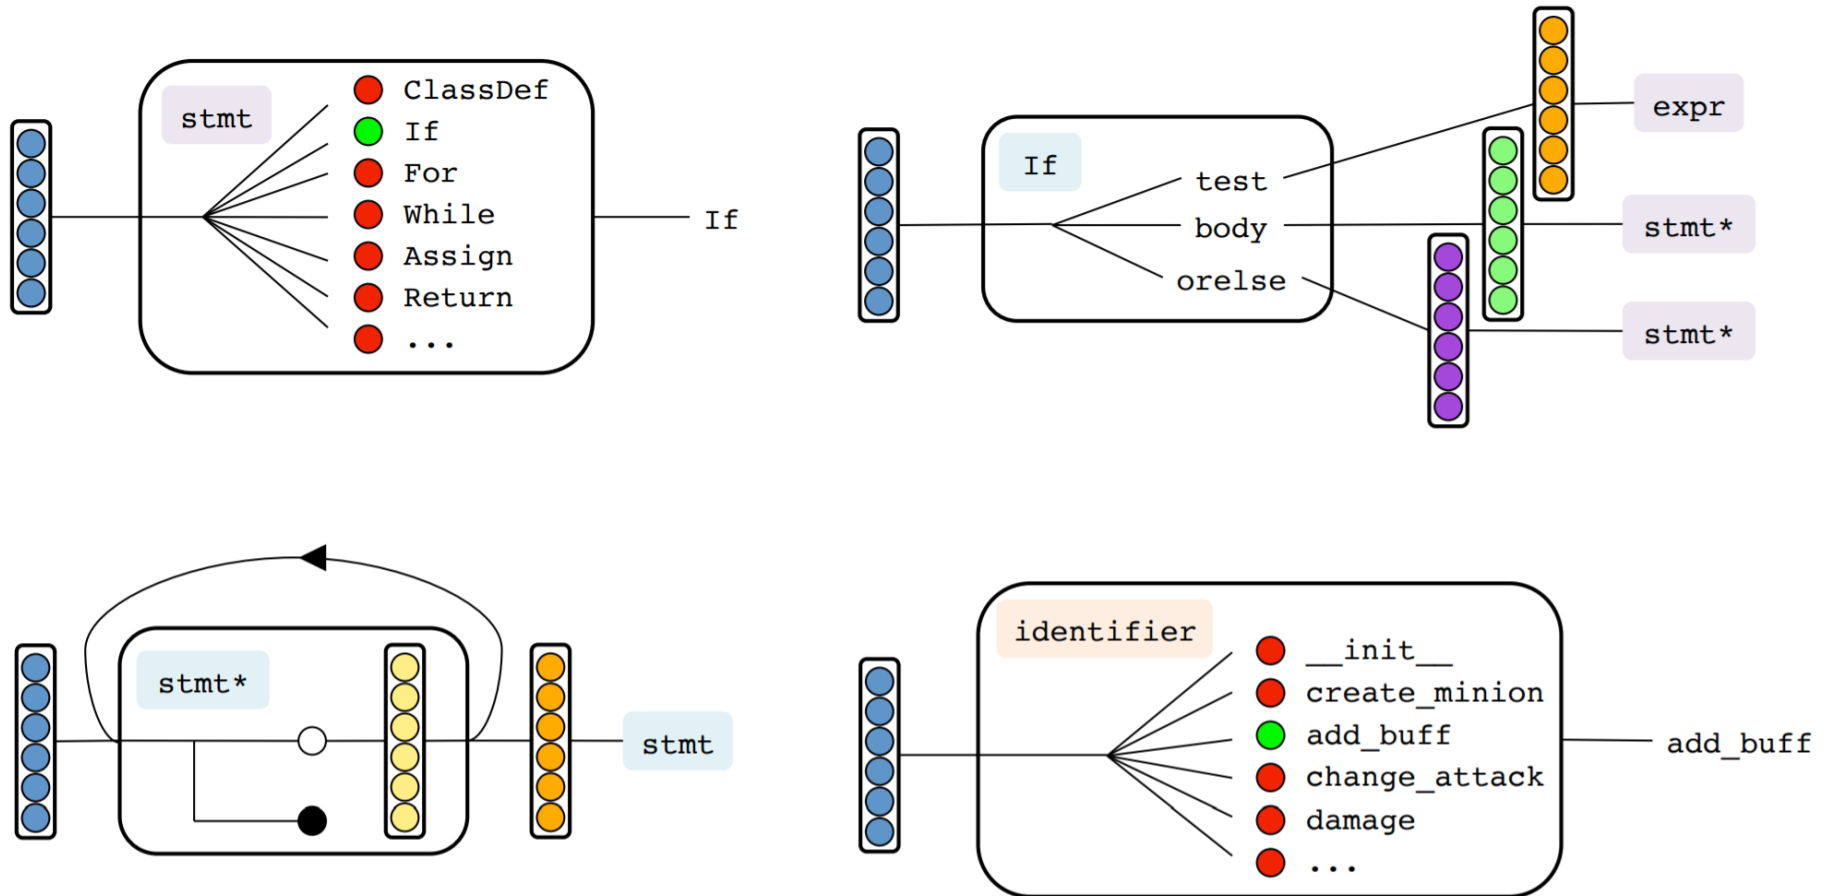 stmt
ClassDef
If
For
While
Assign
Return
...
If
If
test
body
orelse
expr
stmt*
stmt*
stmt*
stmt
identifier
__init__
create_minion
add_buff
change_attack
damage
...
add_buff